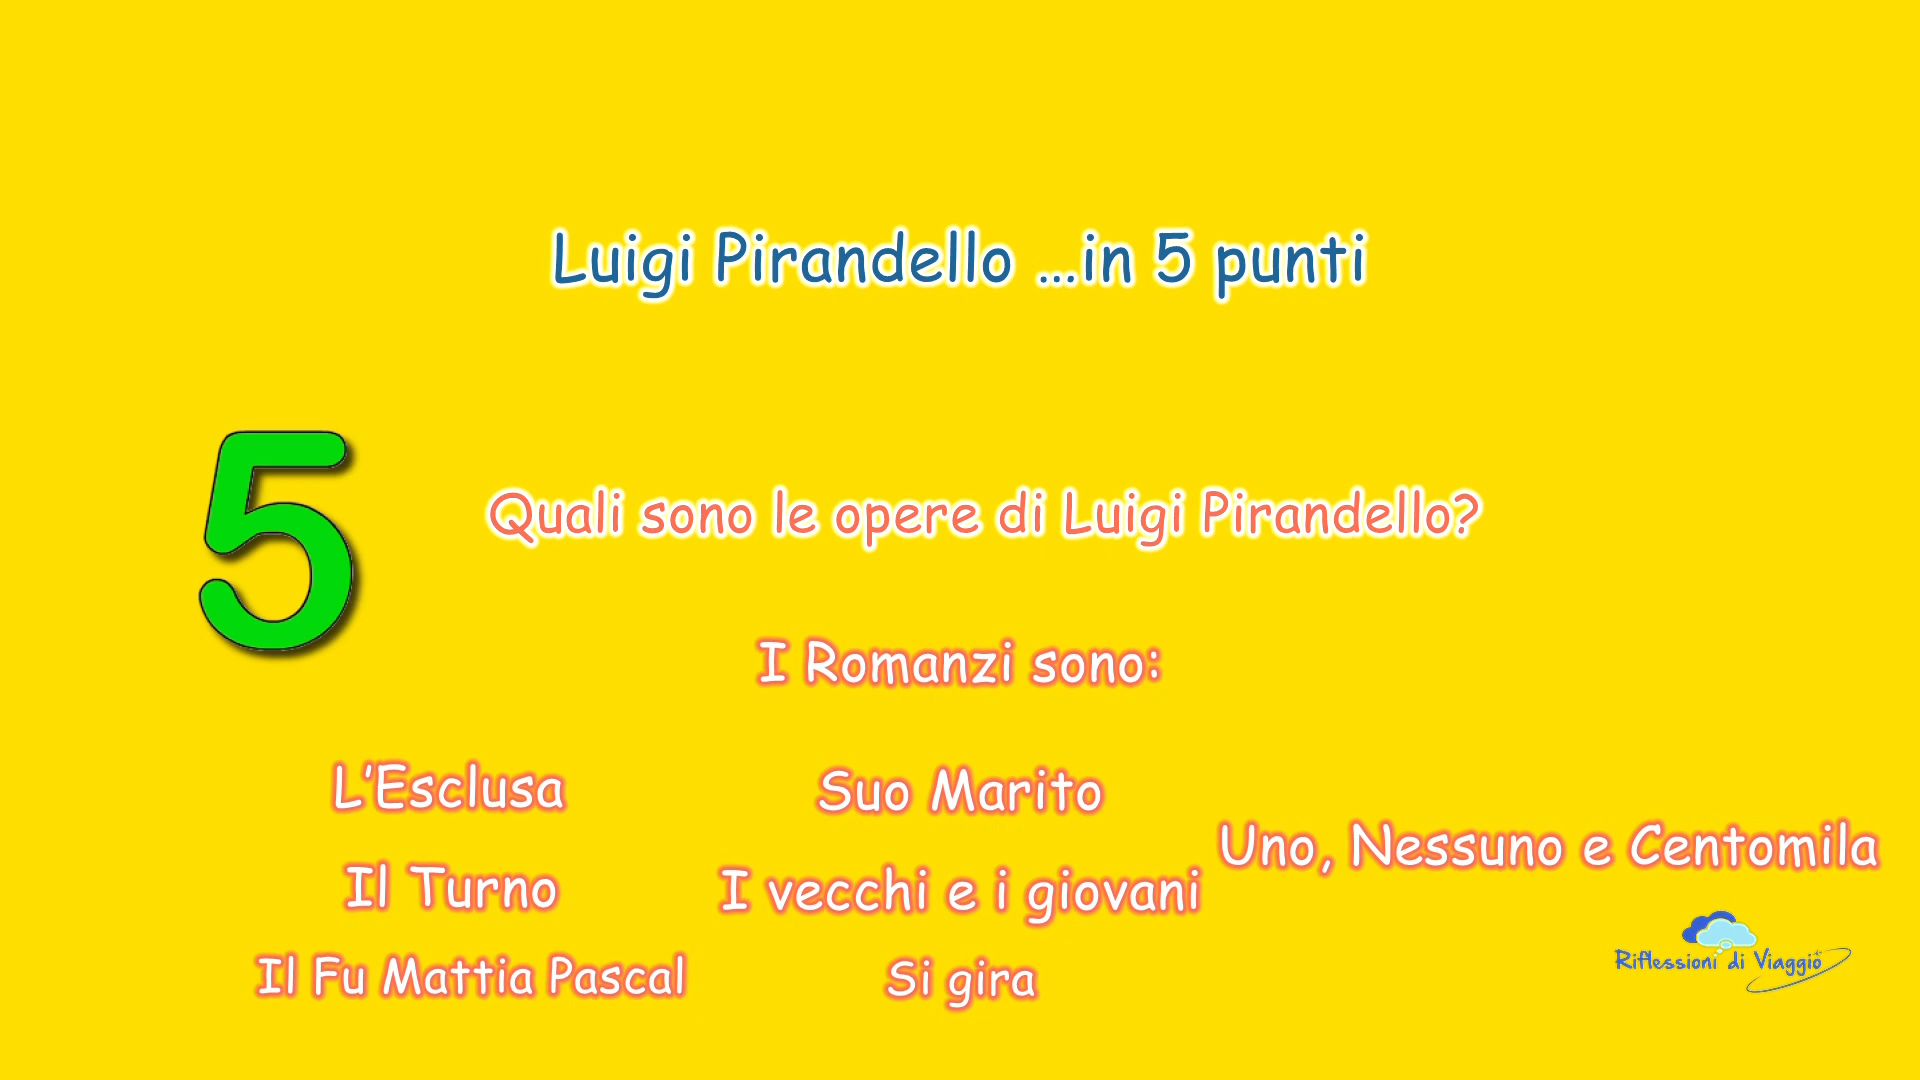 Luigi Pirandello ...in 5 punti
5
Quali sono le opere di Luigi Pirandello?
I Romanzi sono:
L'Esclusa
Il Turno
Il Fu Mattia Pascal
Suo Marito
I vecchi e i giovani
Si gira
Uno, Nessuno e Centomila
Riflessioni di Viaggio